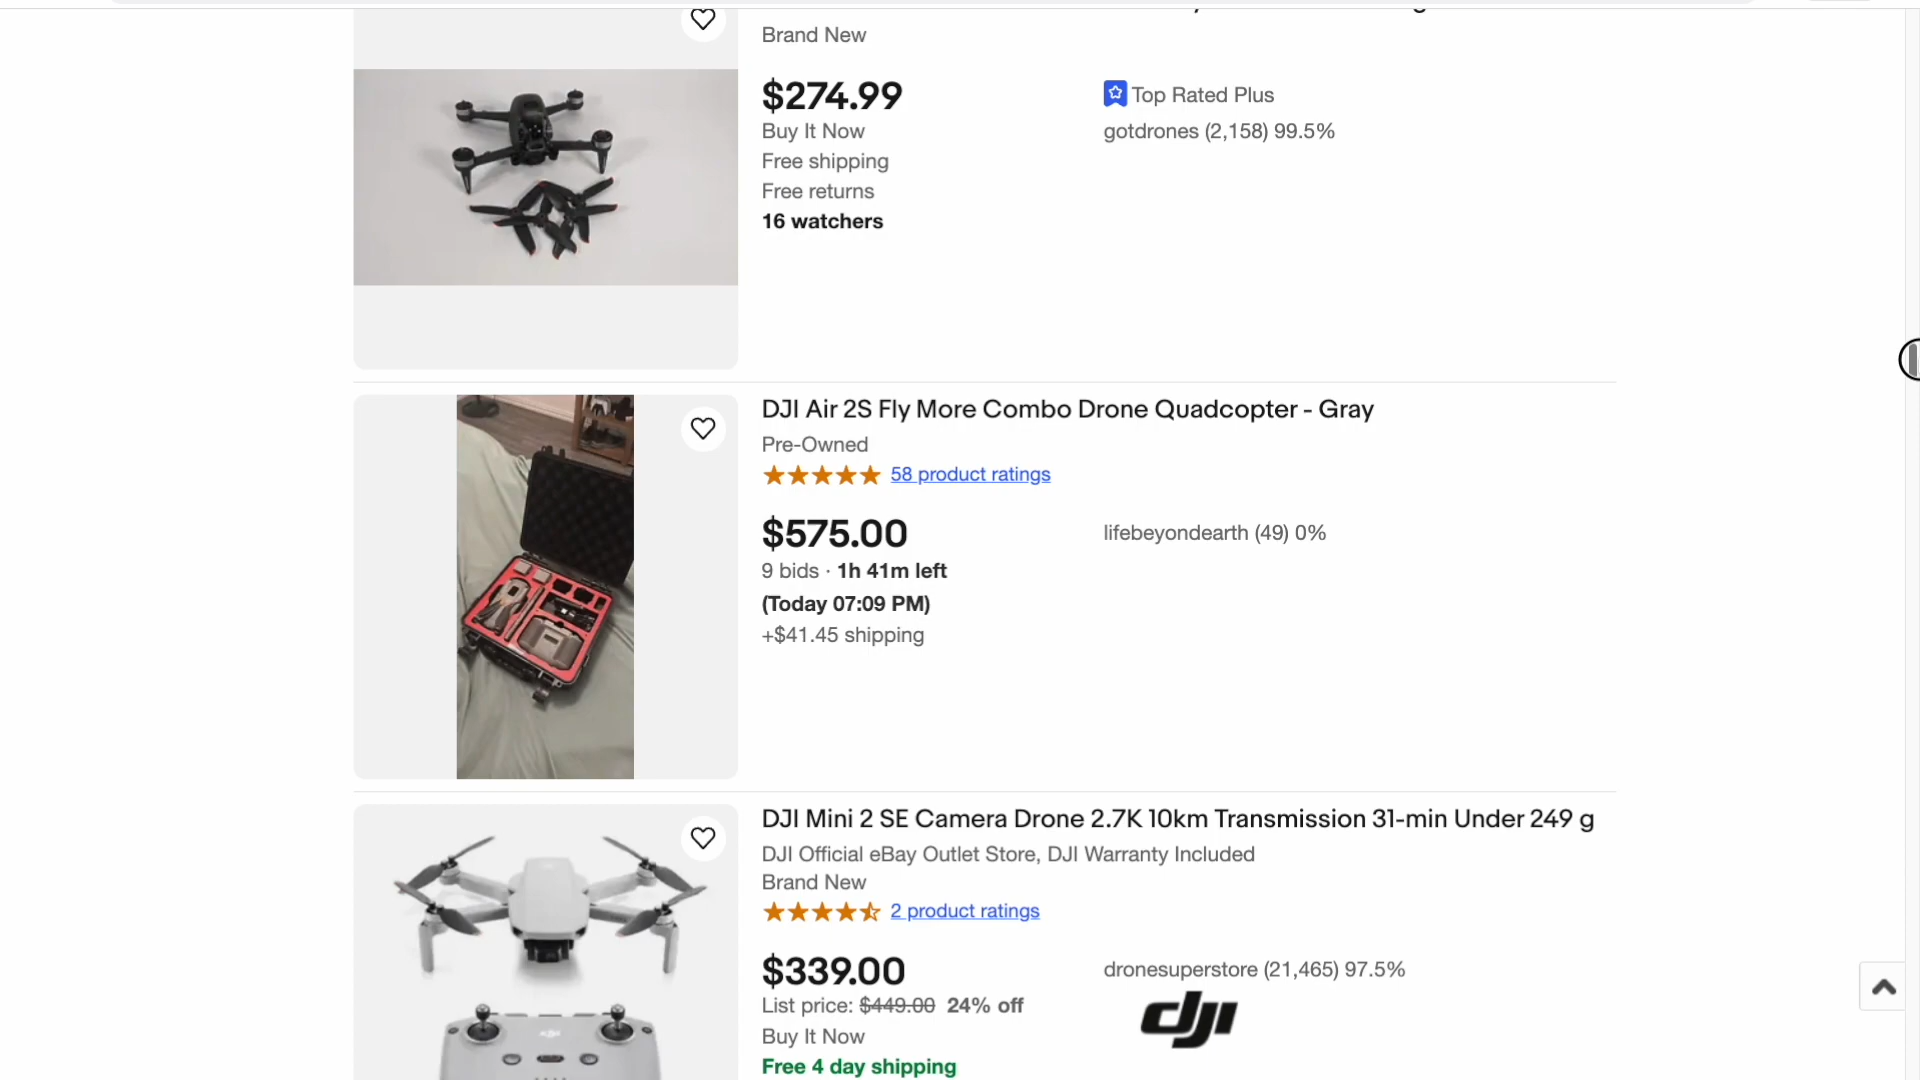 Brand New
$274.99
Buy It Now
Free shipping
Free returns
16 watchers
Top Rated Plus
gotdrones (2,158) 99.5%
DJI Air 2S Fly More Combo Drone Quadcopter - Gray
Pre-Owned
58 product ratings
$575.00
9 bids · 1h 41m left
(Today 07:09 PM)
+$41.45 shipping
lifebeyondearth (49) 0%
DJI Mini 2 SE Camera Drone 2.7K 10km Transmission 31-min Under 249 g
DJI Official eBay Outlet Store, DJI Warranty Included
Brand New
2 product ratings
$339.00
List price: $449.00 24% off
Buy It Now
Free 4 day shipping
dronesuperstore (21,465) 97.5%
dji